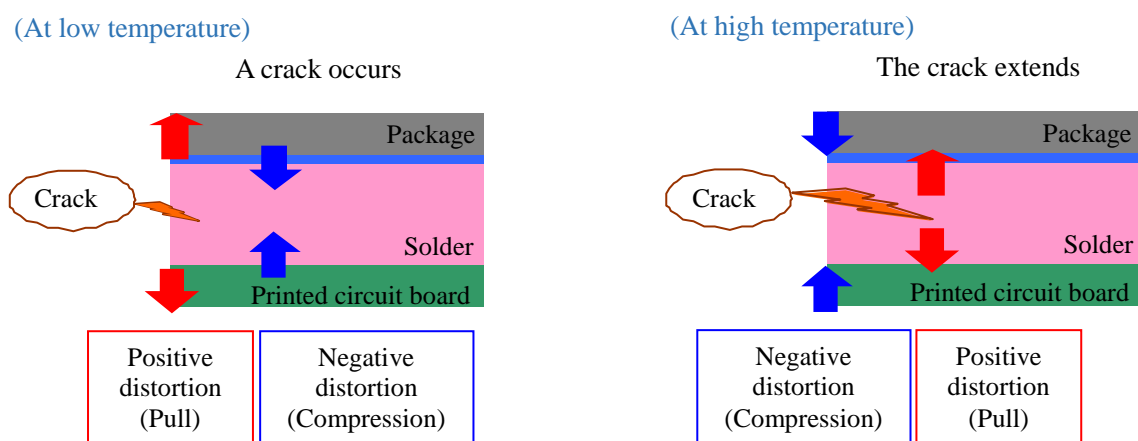 (At low temperature)
A crack occurs
Package
Crack
Solder
Printed circuit board
Positive
distortion
(Pull)
Negative
distortion
(Compression)
(At high temperature)
The crack extends
Package
Crack
Solder
Printed circuit board
Negative
distortion
(Compression)
Positive
distortion
(Pull)